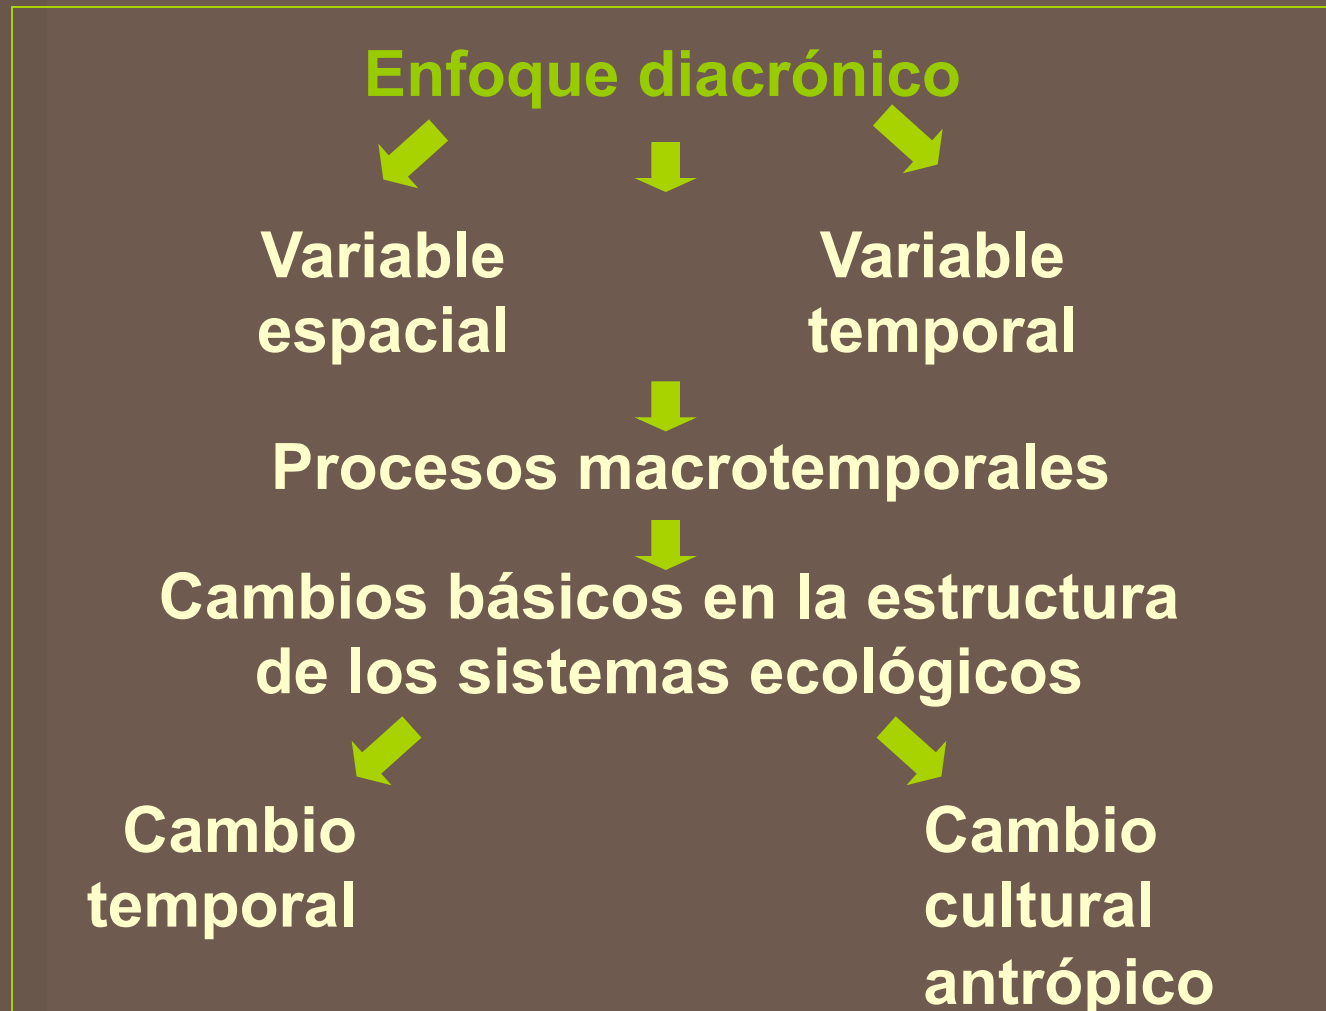 Enfoque diacrónico
Variable
espacial
Variable
temporal
Procesos macrotemporales
Cambios básicos en la estructura
de los sistemas ecológicos
Cambio
temporal
Cambio
cultural
antrópico